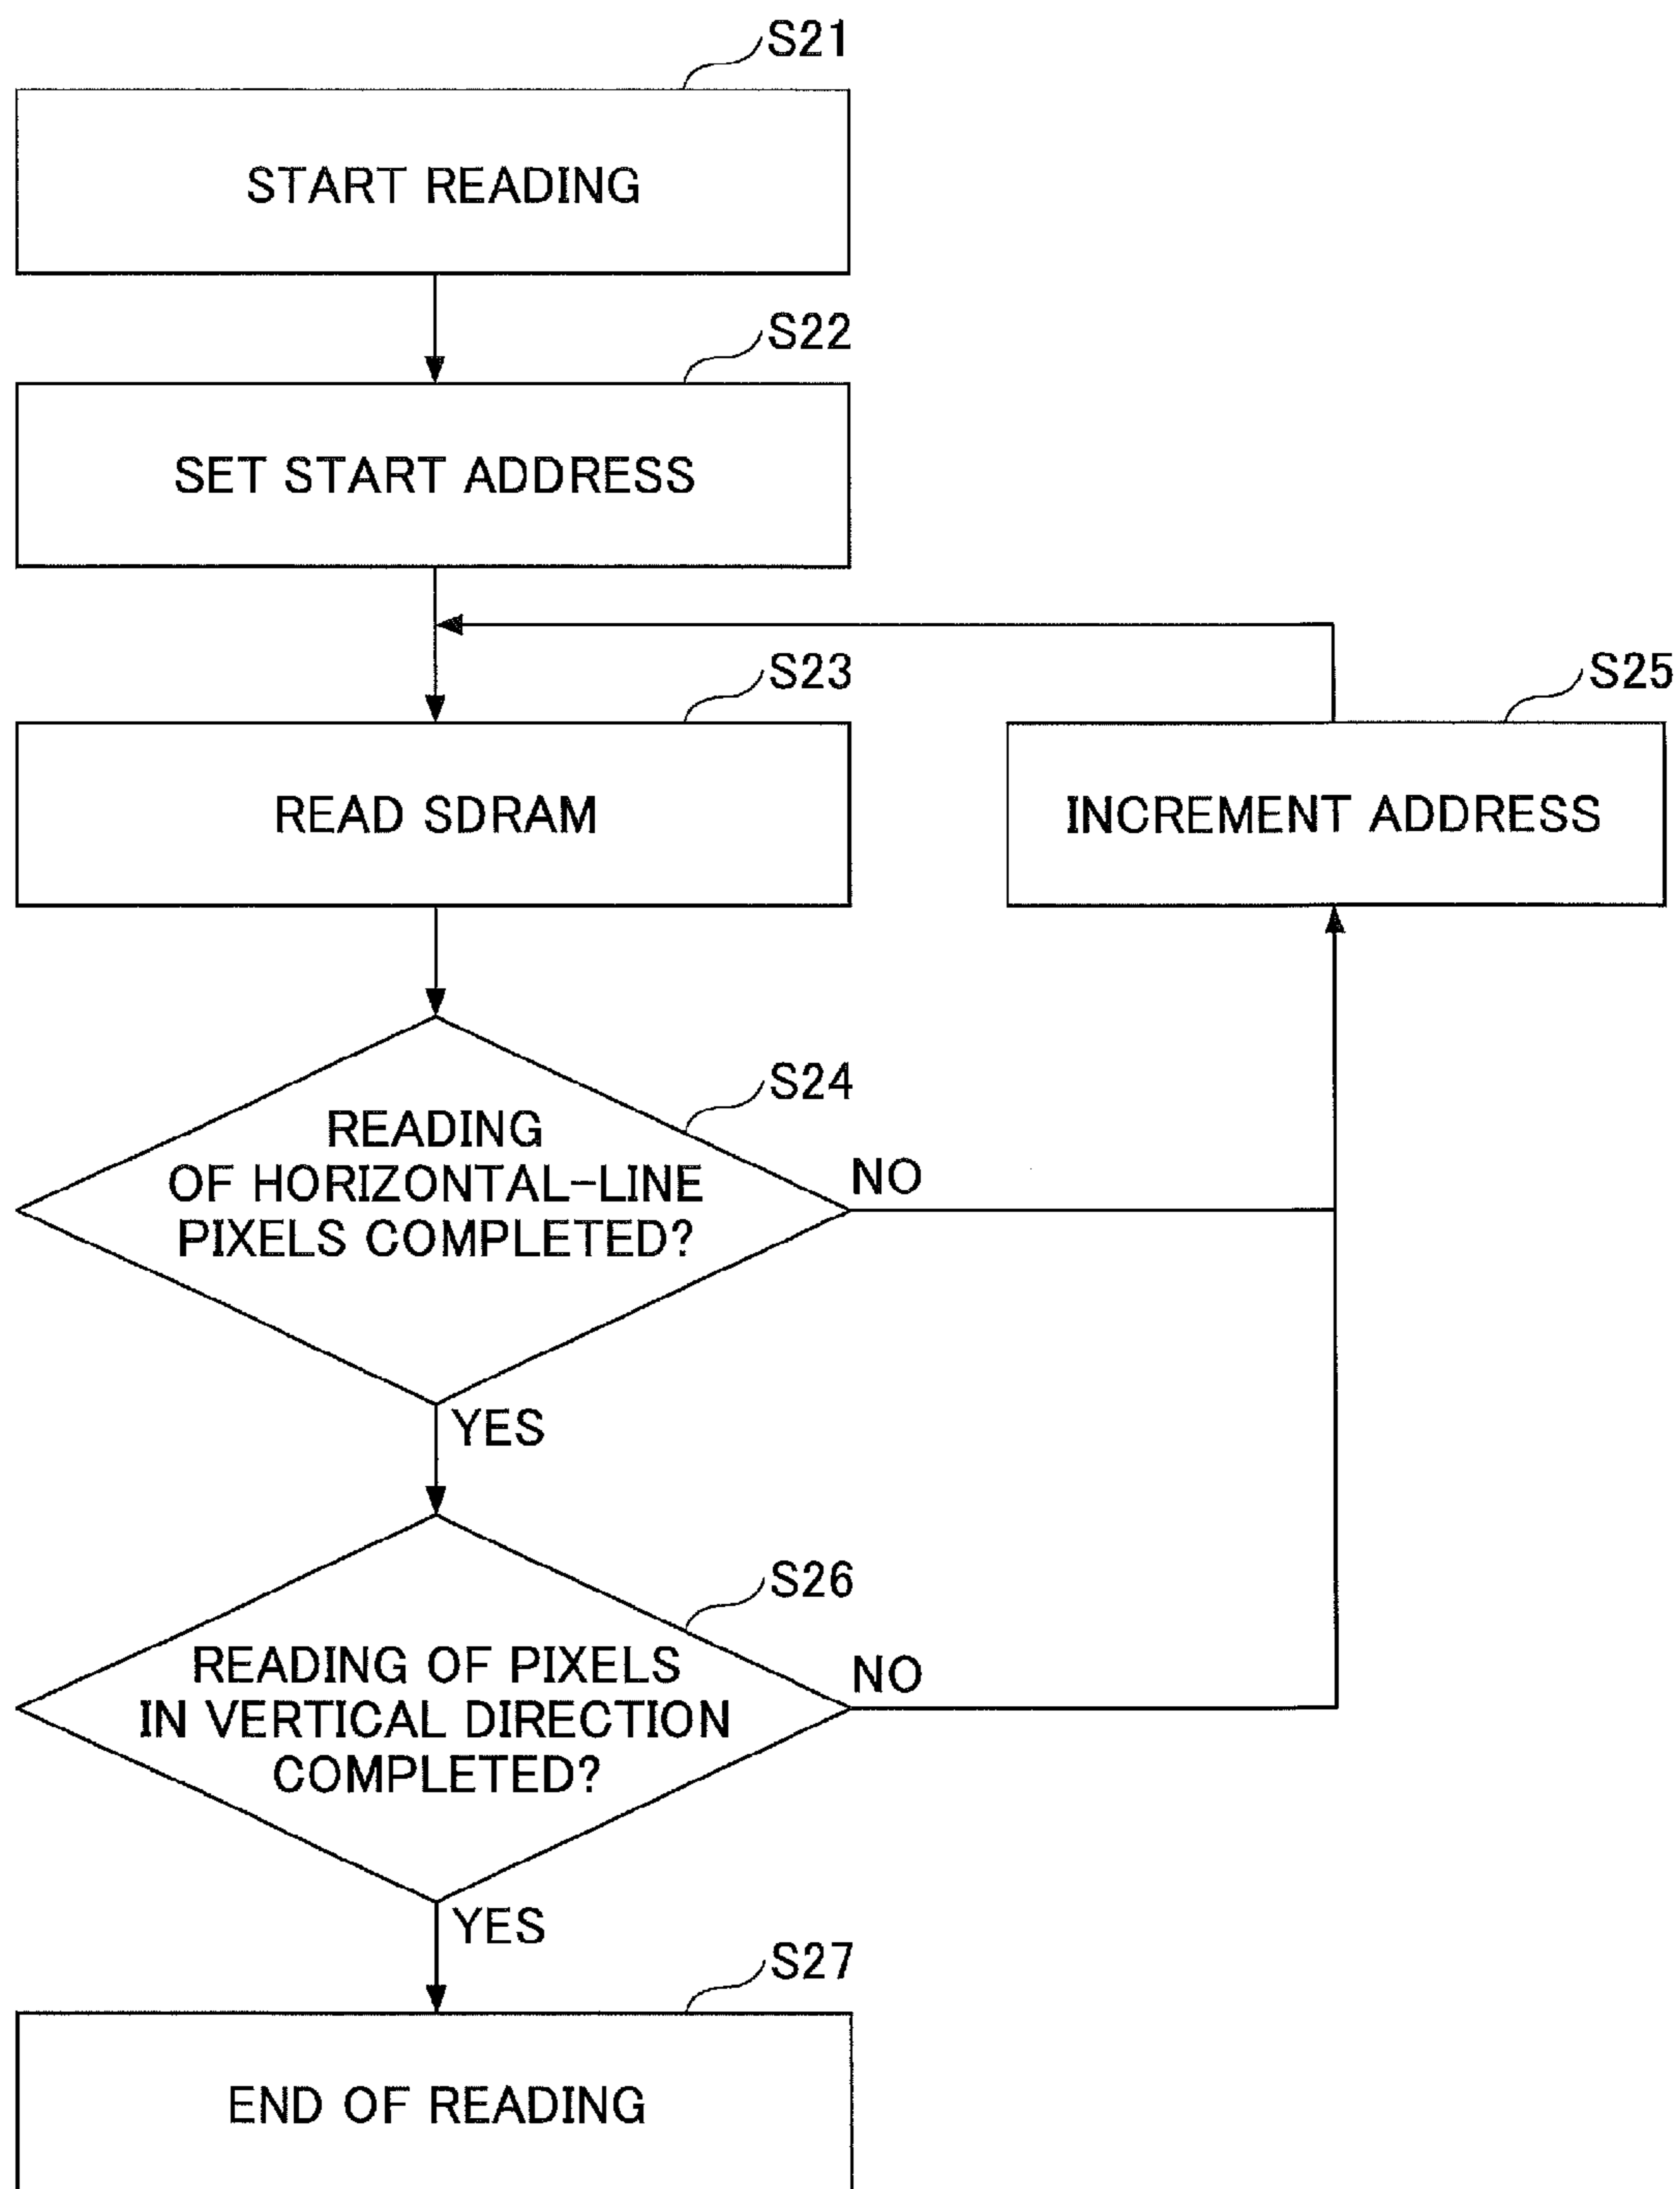 S21
START READING
S22
SET START ADDRESS
S23
READ SDRAM
S25
INCREMENT ADDRESS
S24
READING
OF HORIZONTAL-LINE
PIXELS COMPLETED?
NO
YES
S26
READING OF PIXELS
IN VERTICAL DIRECTION
COMPLETED?
NO
YES
S27
END OF READING